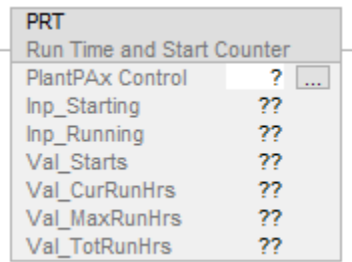 PRT
Run Time and Start Counter
PlantPAx Control ? ...
Inp_Starting ??
Inp_Running ??
Val_Starts ??
Val_CurRunHrs ??
Val_MaxRunHrs ??
Val_TotRunHrs ??